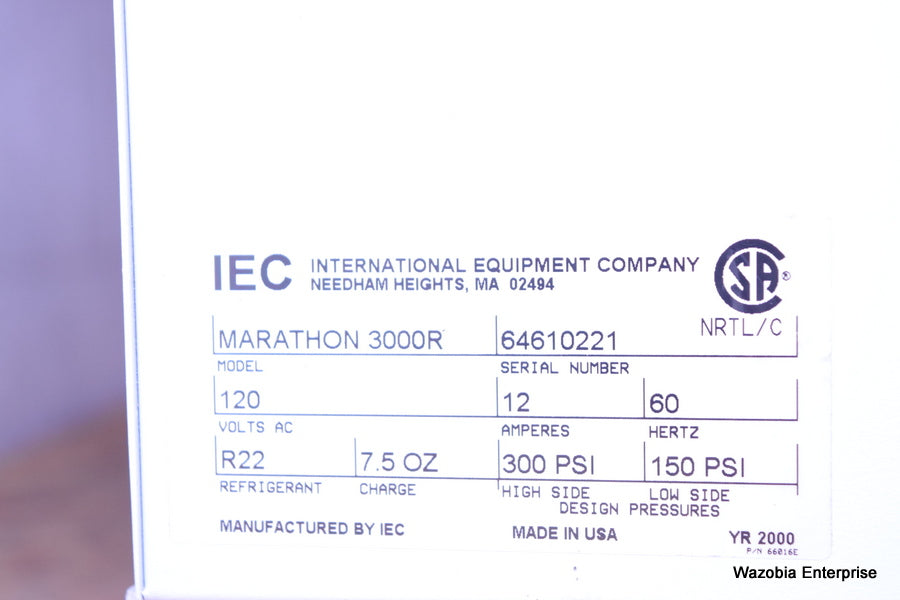 IEC INTERNATIONAL EQUIPMENT COMPANY
NEEDHAM HEIGHTS, MA 02494
SA ®
NRTL/C
MARATHON 3000R 64610221
MODEL SERIAL NUMBER
120 12 60
VOLTS AC AMPERES HERTZ
R22 7.5 OZ 300 PSI 150 PSI
REFRIGERANT CHARGE HIGH SIDE LOW SIDE
DESIGN PRESSURES
MANUFACTURED BY IEC MADE IN USA YR 2000
P/N 66016E
Wazobia Enterprise